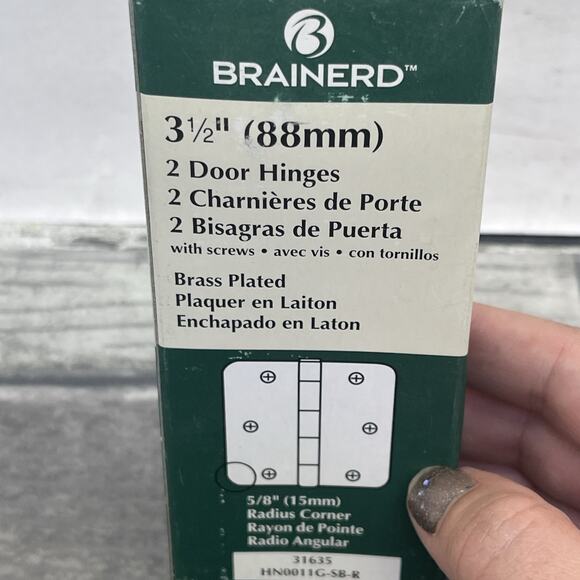 BRAINERD™
3½" (88mm)
2 Door Hinges
2 Charnières de Porte
2 Bisagras de Puerta
with screws • avec vis • con tornillos
Brass Plated
Plaquer en Laiton
Enchapado en Laton
5/8" (15mm)
Radius Corner
Rayon de Pointe
Radio Angular
31635
HN0011G-SB-R